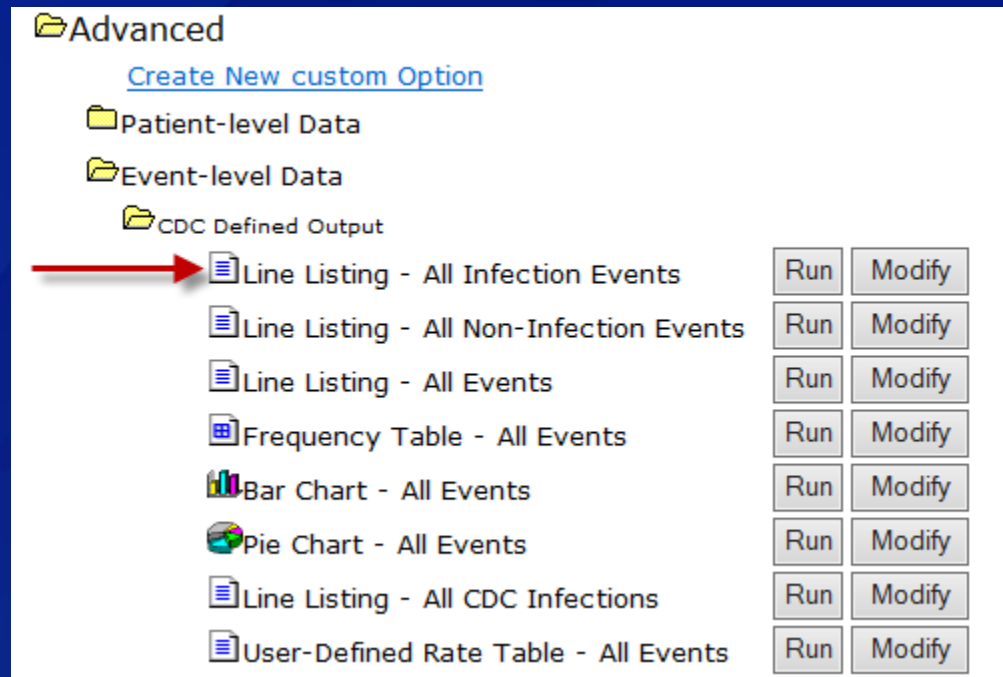 Advanced
Create New custom Option
Patient-level Data
Event-level Data
CDC Defined Output
Line Listing - All Infection Events Run Modify
Line Listing - All Non-Infection Events Run Modify
Line Listing - All Events Run Modify
Frequency Table - All Events Run Modify
Bar Chart - All Events Run Modify
Pie Chart - All Events Run Modify
Line Listing - All CDC Infections Run Modify
User-Defined Rate Table - All Events Run Modify